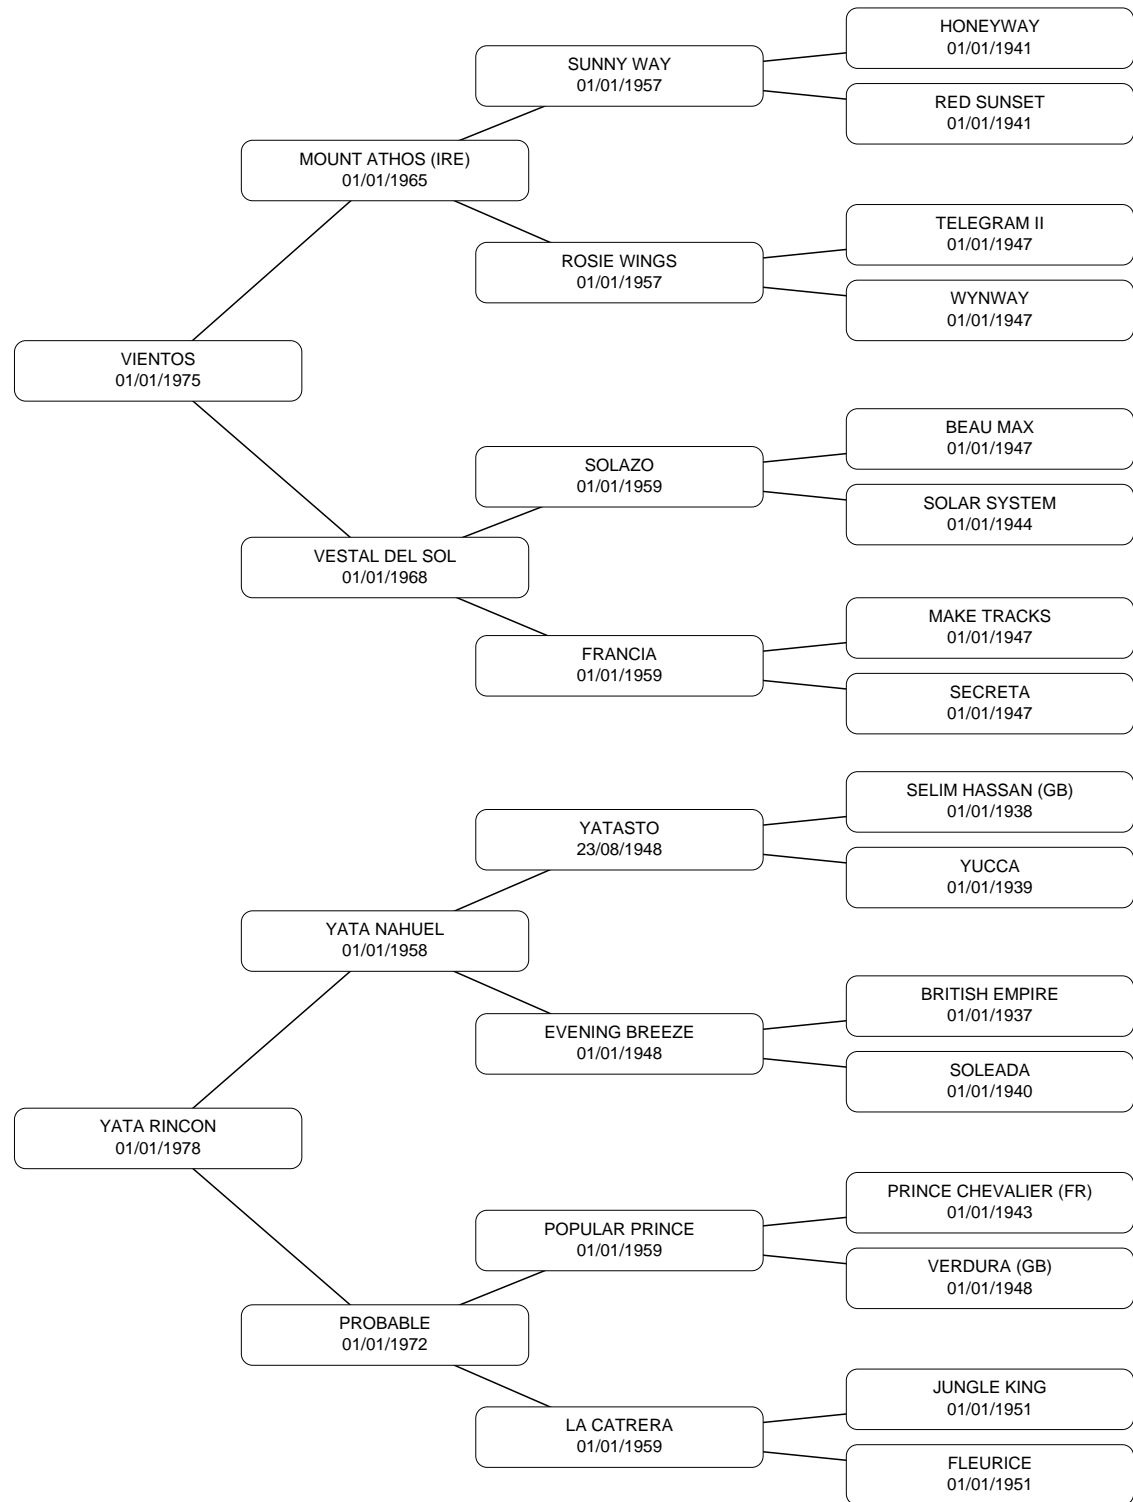 HONEYWAY
01/01/1941
SUNNY WAY
01/01/1957
RED SUNSET
01/01/1941
MOUNT ATHOS (IRE)
01/01/1965
TELEGRAM II
01/01/1947
ROSIE WINGS
01/01/1957
WYNWAY
01/01/1947
VIENTOS
01/01/1975
BEAU MAX
01/01/1947
SOLAZO
01/01/1959
SOLAR SYSTEM
01/01/1944
VESTAL DEL SOL
01/01/1968
MAKE TRACKS
01/01/1947
FRANCIA
01/01/1959
SECRETA
01/01/1947
SELIM HASSAN (GB)
01/01/1938
YATASTO
23/08/1948
YUCCA
01/01/1939
YATA NAHUEL
01/01/1958
BRITISH EMPIRE
01/01/1937
EVENING BREEZE
01/01/1948
SOLEADA
01/01/1940
YATA RINCON
01/01/1978
PRINCE CHEVALIER (FR)
01/01/1943
POPULAR PRINCE
01/01/1959
VERDURA (GB)
01/01/1948
PROBABLE
01/01/1972
JUNGLE KING
01/01/1951
LA CATRERA
01/01/1959
FLEURICE
01/01/1951